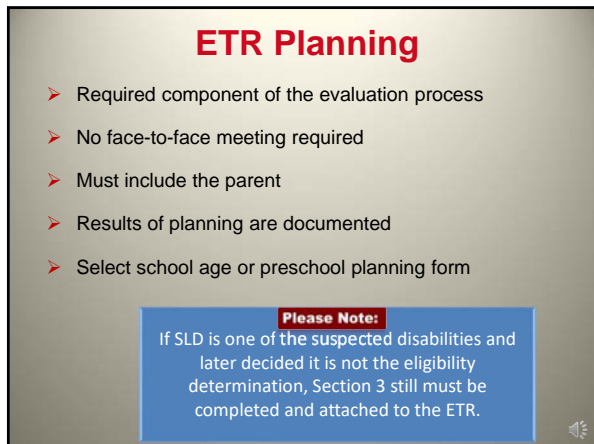 ETR Planning
➢ Required component of the evaluation process
➢ No face-to-face meeting required
➢ Must include the parent
➢ Results of planning are documented
➢ Select school age or preschool planning form
Please Note:
If SLD is one of the suspected disabilities and
later decided it is not the eligibility
determination, Section 3 still must be
completed and attached to the ETR.